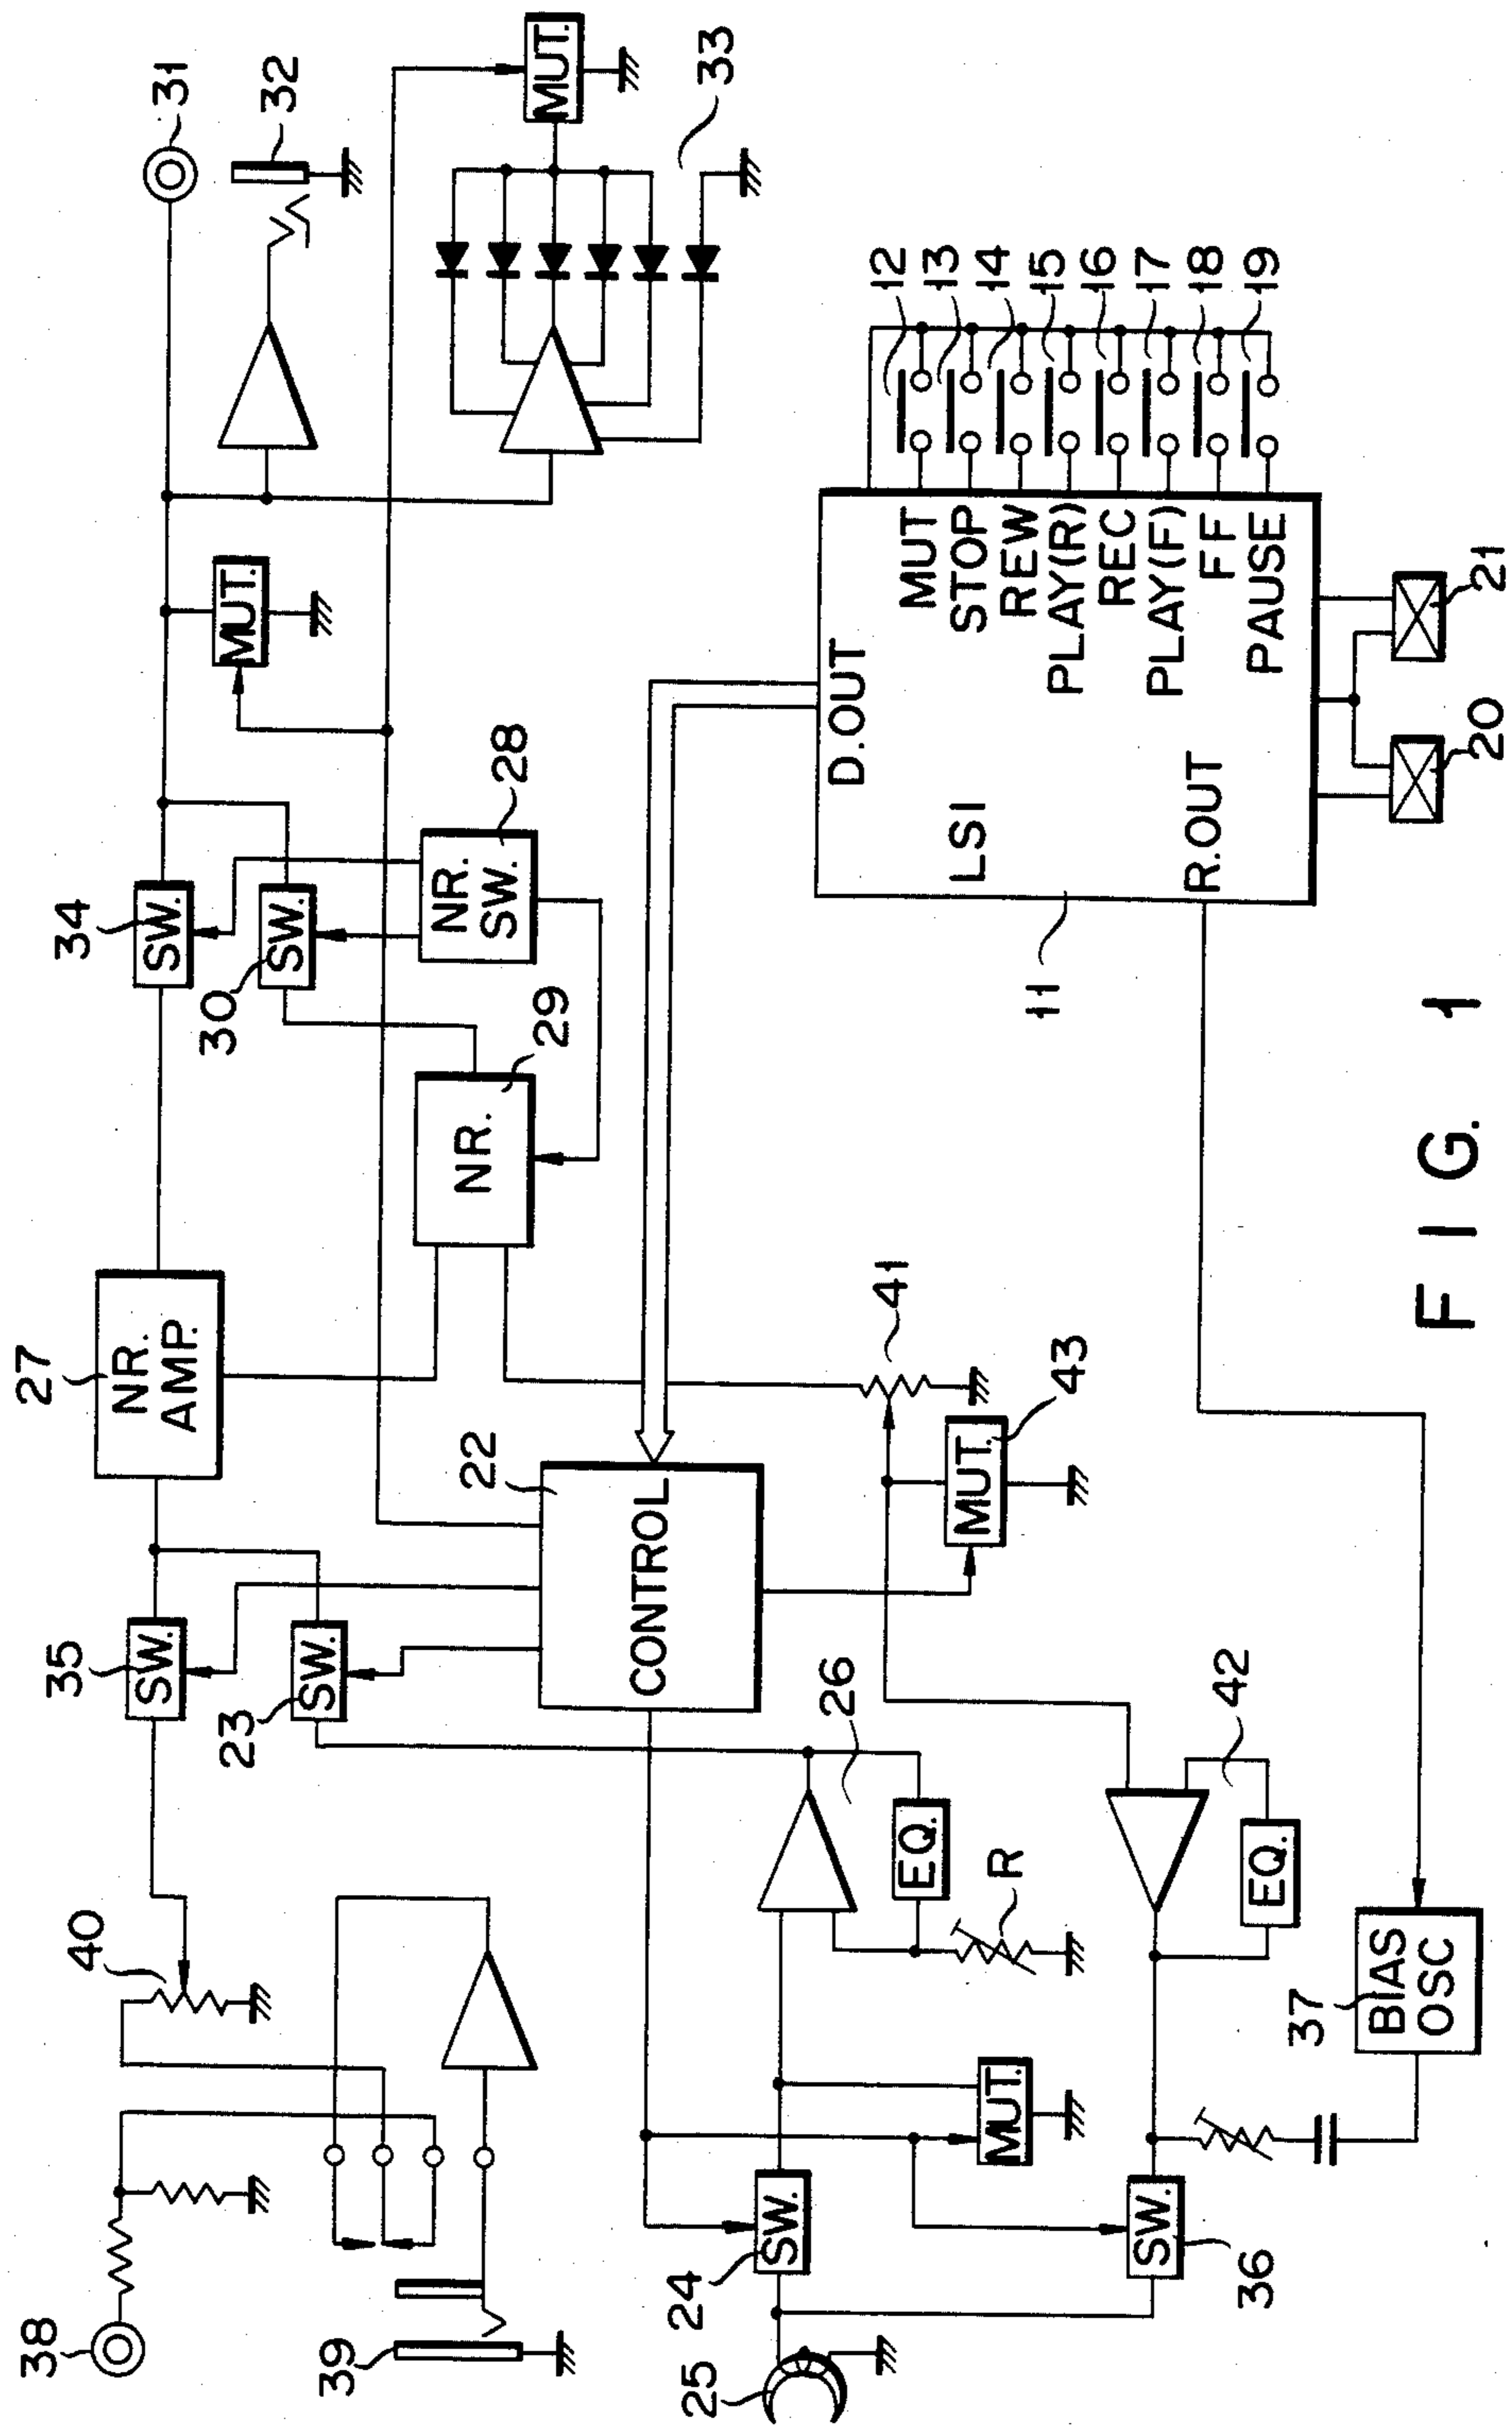 38
40
35
27
34
31
SW.
NR.
AMP.
SW.
MUT.
32
39
23
SW.
30
SW.
NR.
SW.
28
MUT.
33
22
CONTROL
NR.
29
25
24
SW.
MUT.
26
EQ.
R
41
MUT.
43
36
SW.
42
EQ.
37
BIAS
OSC
11
LSI
D.OUT
R.OUT
MUT
STOP
REW
PLAY(R)
REC
PLAY(F)
FF
PAUSE
12
13
14
15
16
17
18
19
20
21
FIG. 1